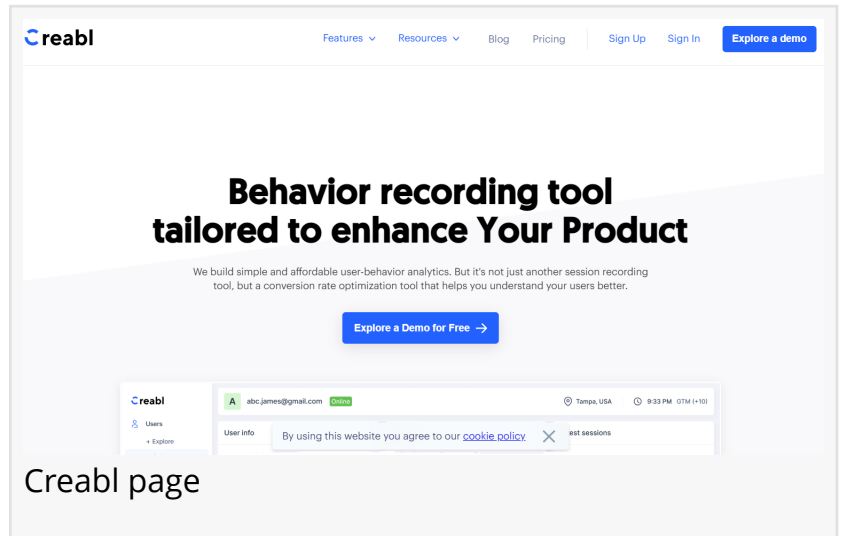 Creabl Features Resources Blog Pricing Sign Up Sign In Explore a demo
Behavior recording tool
tailored to enhance Your Product
We build simple and affordable user-behavior analytics. But it's not just another session recording
tool, but a conversion rate optimization tool that helps you understand your users better.
Explore a Demo for Free →
Creabl A abc.james@gmail.com Online Tampa, USA 9:33 PM GTM (+10)
Users
User info
By using this website you agree to our cookie policy
sessions
+ Explore
Creabl page